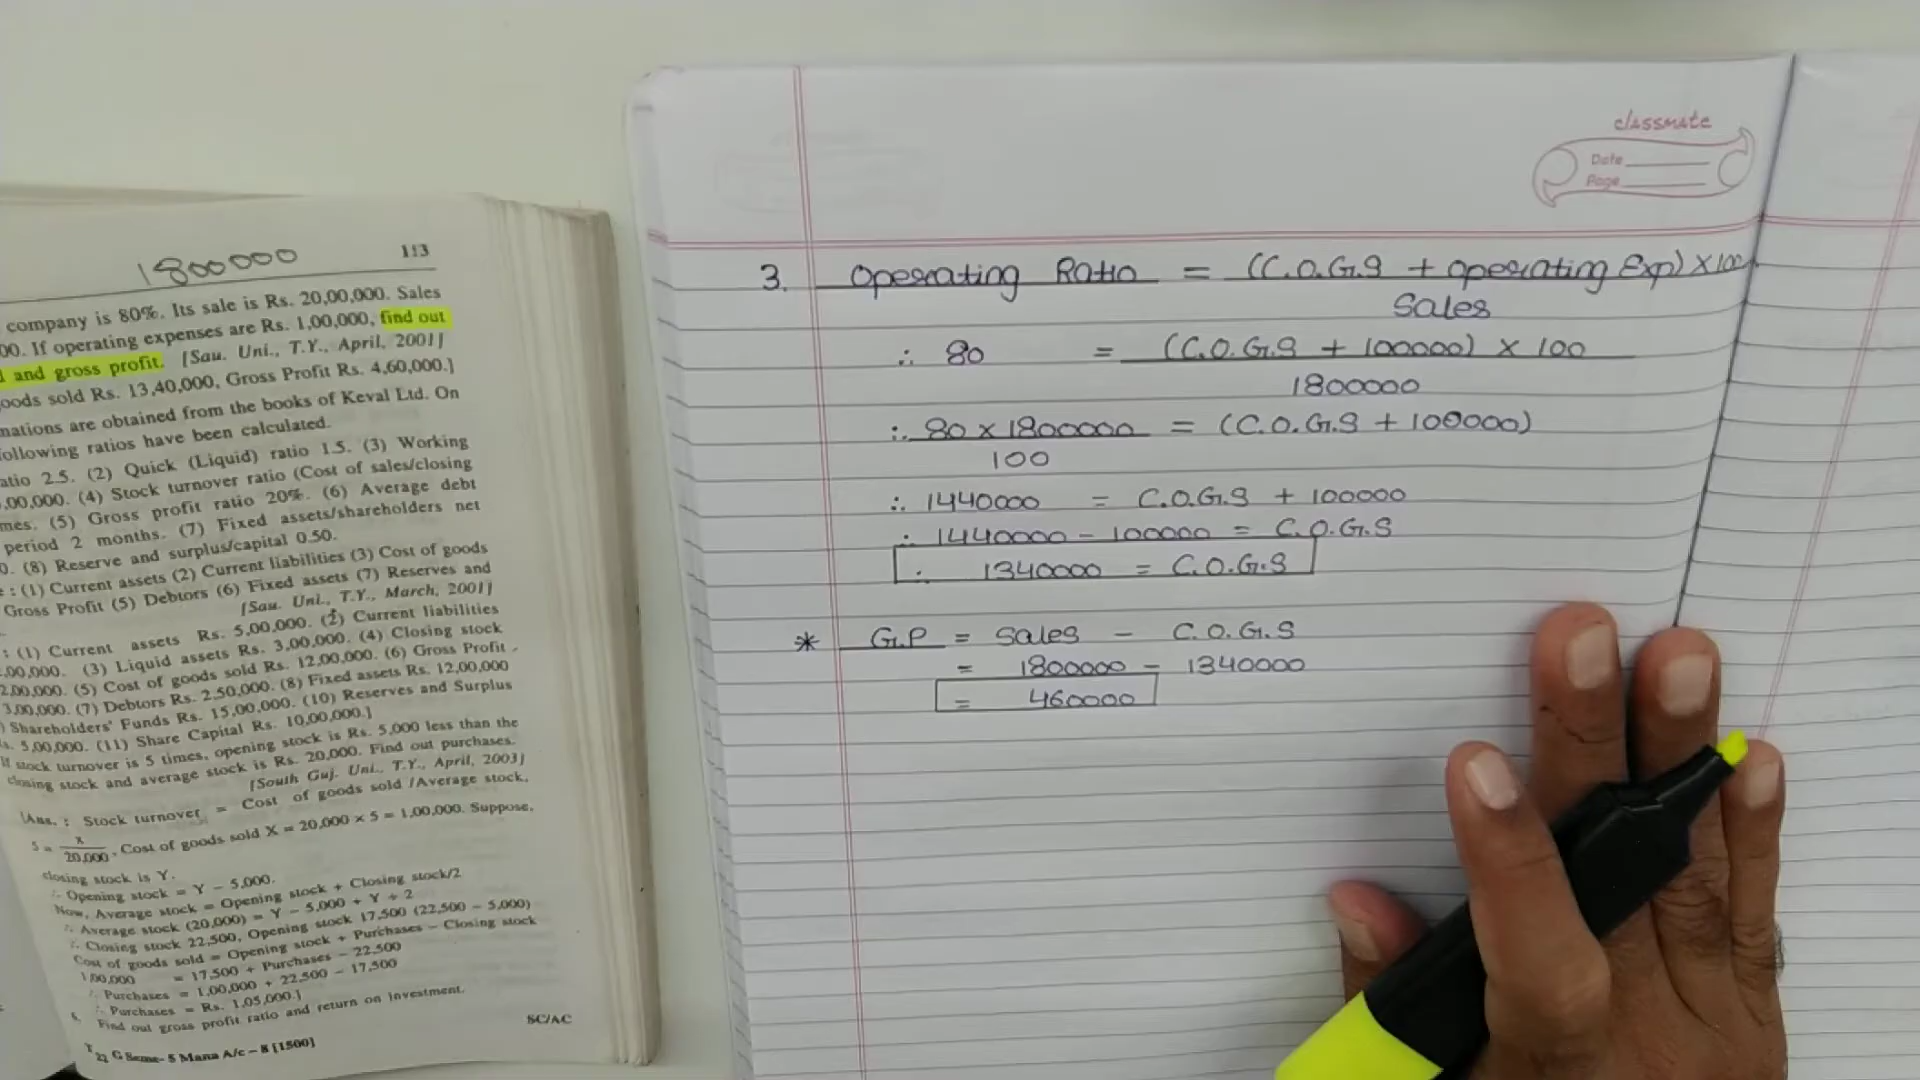 1800000
113
company is 80%. Its sale is Rs. 20,00,000. Sales
00. If operating expenses are Rs. 1,00,000, find out
and gross profit. [Sau. Uni., T.Y., April, 2001]
oods sold Rs. 13,40,000, Gross Profit Rs. 4,60,000.]
mations are obtained from the books of Keval Ltd. On
following ratios have been calculated.
atio 2.5. (2) Quick (Liquid) ratio 1.5. (3) Working
,00,000. (4) Stock turnover ratio (Cost of sales/closing
mes. (5) Gross profit ratio 20%. (6) Average debt
period 2 months. (7) Fixed assets/shareholders net
0. (8) Reserve and surplus/capital 0.50.
: (1) Current assets (2) Current liabilities (3) Cost of goods
Gross Profit (5) Debtors (6) Fixed assets (7) Reserves and
[Sau. Uni., T.Y., March, 2001]
: (1) Current assets Rs. 5,00,000. (2) Current liabilities
,00,000. (3) Liquid assets Rs. 3,00,000. (4) Closing stock
2,00,000. (5) Cost of goods sold Rs. 12,00,000. (6) Gross Profit
3,00,000. (7) Debtors Rs. 2,50,000. (8) Fixed assets Rs. 12,00,000
) Shareholders' Funds Rs. 15,00,000. (10) Reserves and Surplus
s. 5,00,000. (11) Share Capital Rs. 10,00,000.]
If stock turnover is 5 times, opening stock is Rs. 5,000 less than the
closing stock and average stock is Rs. 20,000. Find out purchases.
[South Guj. Uni., T.Y., April, 2003]
[Ans. : Stock turnover = Cost of goods sold /Average stock,
5 = x/20,000, Cost of goods sold X = 20,000 × 5 = 1,00,000. Suppose,
closing stock is Y.
∴ Opening stock = Y – 5,000.
Now, Average stock = Opening stock + Closing stock/2
∴ Average stock (20,000) = Y – 5,000 + Y ÷ 2
∴ Closing stock 22,500, Opening stock 17,500 (22,500 – 5,000)
Cost of goods sold = Opening stock + Purchases – Closing stock
1,00,000 = 17,500 + Purchases – 22,500
∴ Purchases = 1,00,000 + 22,500 – 17,500
∴ Purchases = Rs. 1,05,000.]
Find out gross profit ratio and return on investment.
SC/AC
G Seme- 5 Mana A/c – 8 [1500]
classmate
Date
Page
3. Operating Ratio = (C.O.G.S + Operating Exp) × 100
Sales
∴ 80 = (C.O.G.S + 100000) × 100
1800000
∴ 80 × 1800000 = (C.O.G.S + 100000)
100
∴ 1440000 = C.O.G.S + 100000
∴ 1440000 – 100000 = C.O.G.S
∴ 1340000 = C.O.G.S
* G.P = Sales – C.O.G.S
= 1800000 – 1340000
= 460000